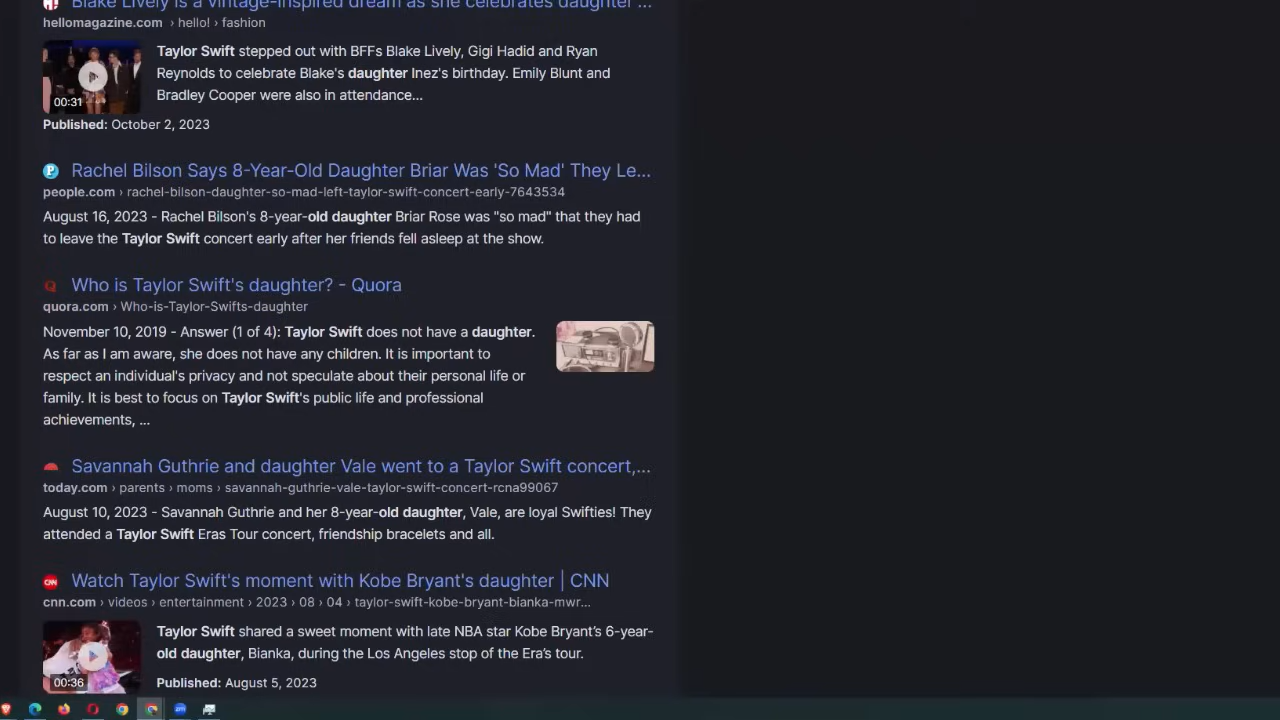 Blake Lively is a vintage-inspired dream as she celebrates daughter ...
hellomagazine.com › hello! › fashion
Taylor Swift stepped out with BFFs Blake Lively, Gigi Hadid and Ryan
Reynolds to celebrate Blake's daughter Inez's birthday. Emily Blunt and
Bradley Cooper were also in attendance...
00:31
Published: October 2, 2023
Rachel Bilson Says 8-Year-Old Daughter Briar Was 'So Mad' They Le...
people.com › rachel-bilson-daughter-so-mad-left-taylor-swift-concert-early-7643534
August 16, 2023 - Rachel Bilson's 8-year-old daughter Briar Rose was "so mad" that they had
to leave the Taylor Swift concert early after her friends fell asleep at the show.
Who is Taylor Swift's daughter? - Quora
quora.com › Who-is-Taylor-Swifts-daughter
November 10, 2019 - Answer (1 of 4): Taylor Swift does not have a daughter.
As far as I am aware, she does not have any children. It is important to
respect an individual's privacy and not speculate about their personal life or
family. It is best to focus on Taylor Swift's public life and professional
achievements, ...
Savannah Guthrie and daughter Vale went to a Taylor Swift concert,...
today.com › parents › moms › savannah-guthrie-vale-taylor-swift-concert-rcna99067
August 10, 2023 - Savannah Guthrie and her 8-year-old daughter, Vale, are loyal Swifties! They
attended a Taylor Swift Eras Tour concert, friendship bracelets and all.
Watch Taylor Swift's moment with Kobe Bryant's daughter | CNN
cnn.com › videos › entertainment › 2023 › 08 › 04 › taylor-swift-kobe-bryant-bianka-mwr...
Taylor Swift shared a sweet moment with late NBA star Kobe Bryant's 6-year-
old daughter, Bianka, during the Los Angeles stop of the Era's tour.
00:36
Published: August 5, 2023